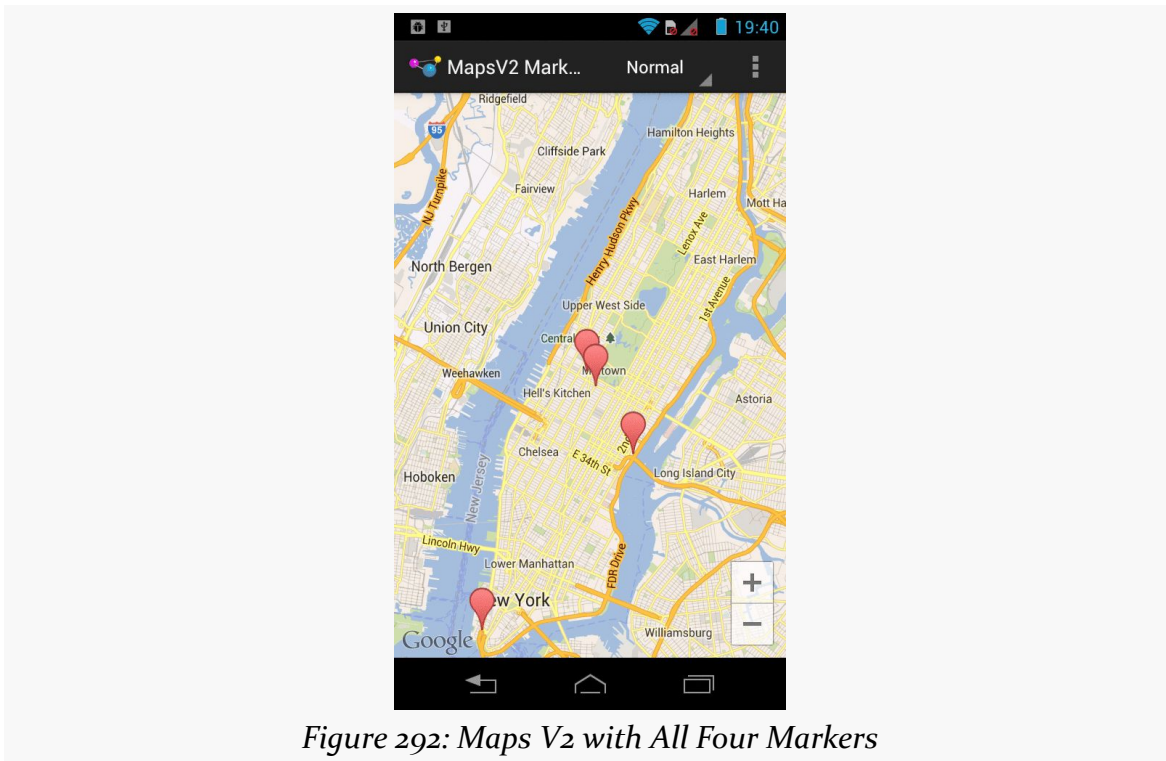 19:40
MapsV2 Mark...
Normal
Ridgefield
95
Hamilton Heights
Cliffside Park
Fairview
NJ Turnpike
Harlem
Mott Ha
Lenox Ave
Henry Hudson Pkwy
East Harlem
North Bergen
1st Avenue
Upper West Side
Union City
Central
town
Weehawken
Hell's Kitchen
Astoria
2nd
Chelsea
E 34th St
Long Island City
Hoboken
New Jersey
Lincoln Hwy
Lower Manhattan
FDR Drive
+
ew York
−
Williamsburg
Google
Figure 292: Maps V2 with All Four Markers